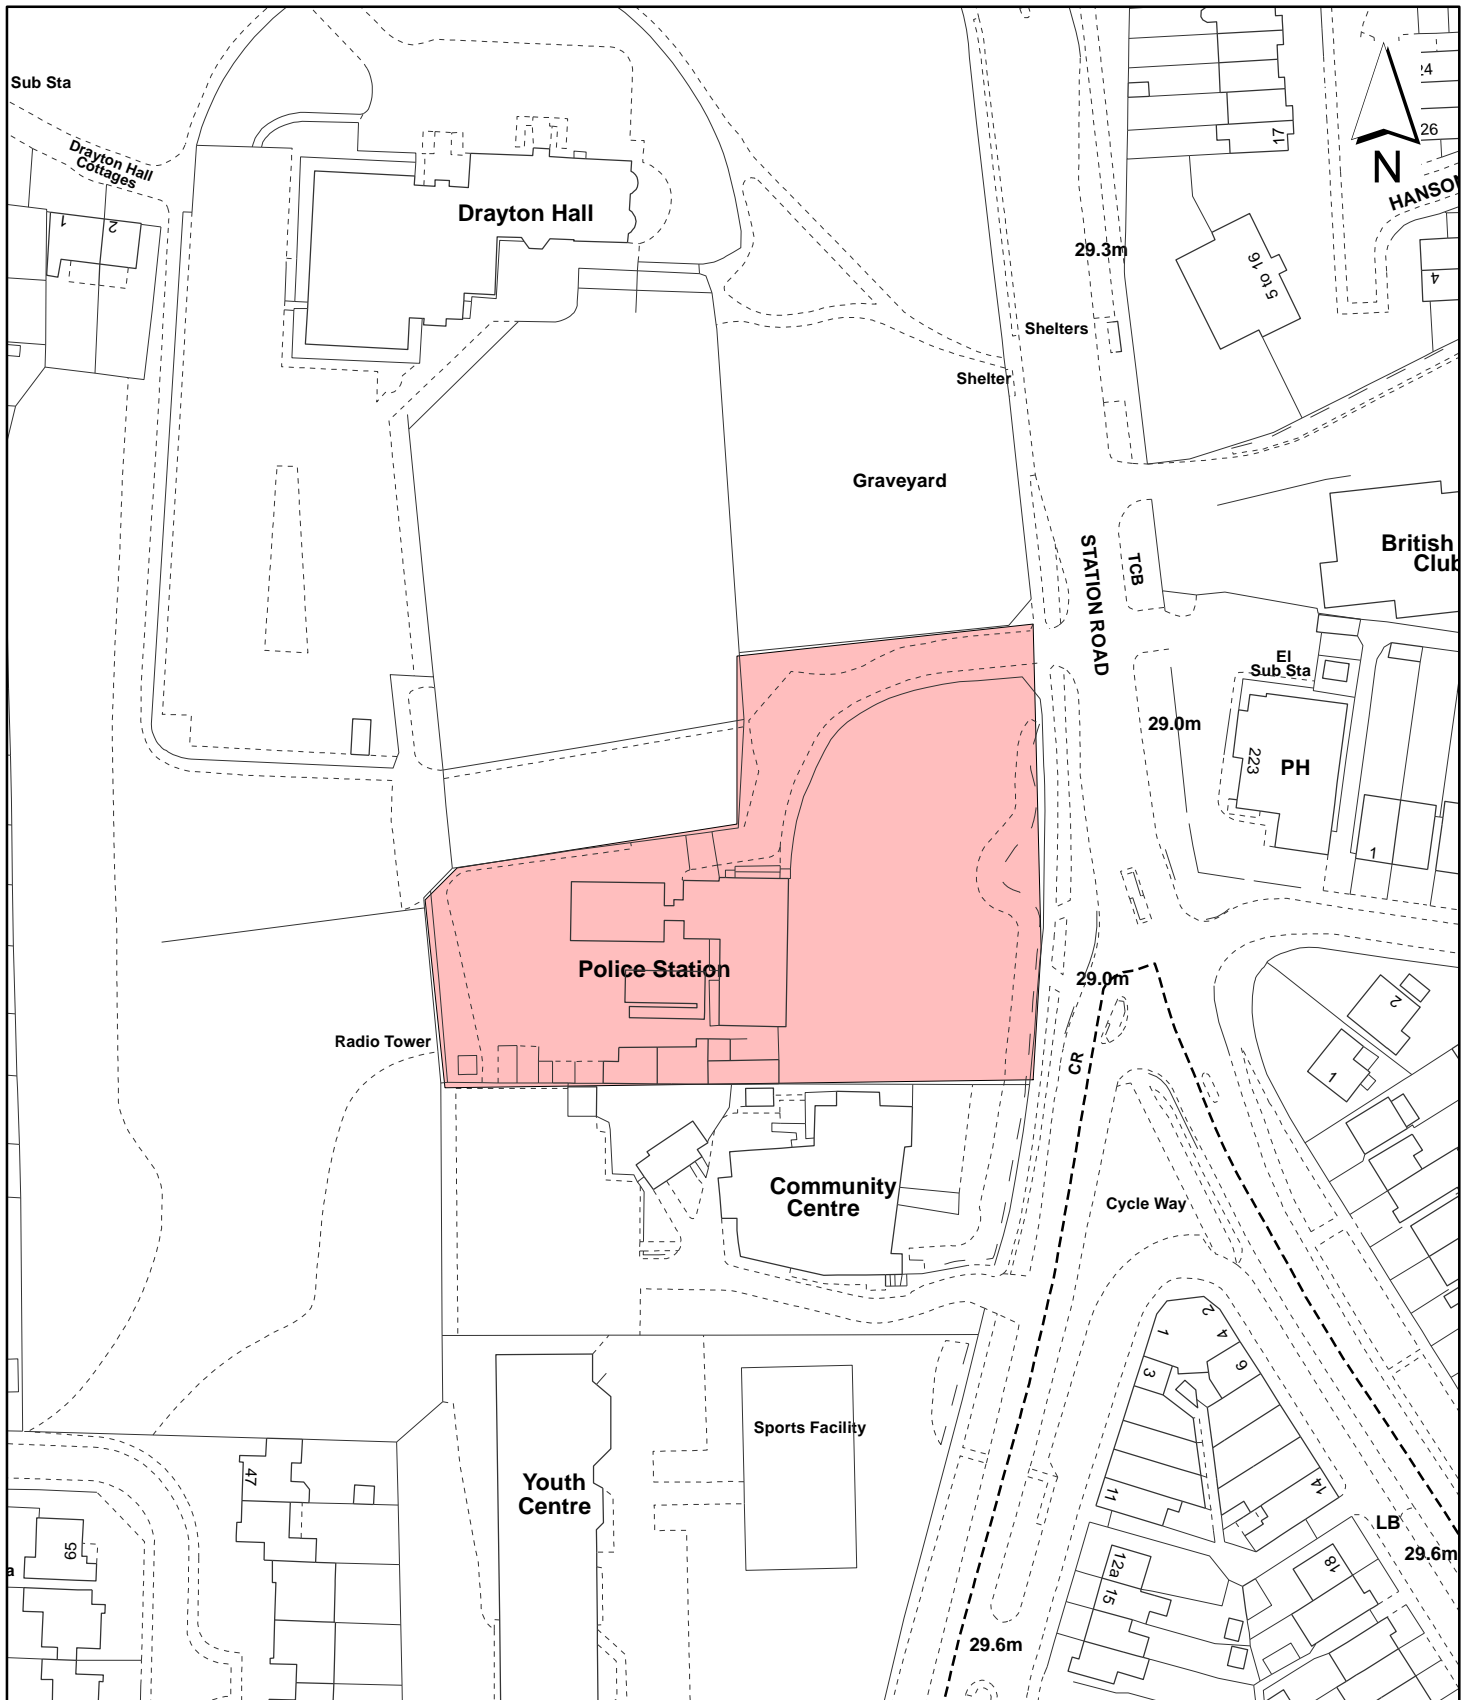 Sub Sta
24
26
17
N
HANSO
Drayton Hall
Cottages
1
2
Drayton Hall
29.3m
5 to 16
4
Shelters
Shelter
Graveyard
STATION ROAD
TCB
British
Club
El
Sub Sta
29.0m
223
PH
1
Police Station
29.0m
2
Radio Tower
CR
1
Community
Centre
Cycle Way
2
1
4
6
3
Sports Facility
47
Youth
Centre
14
11
LB
65
29.6m
12a
18
a
15
29.6m